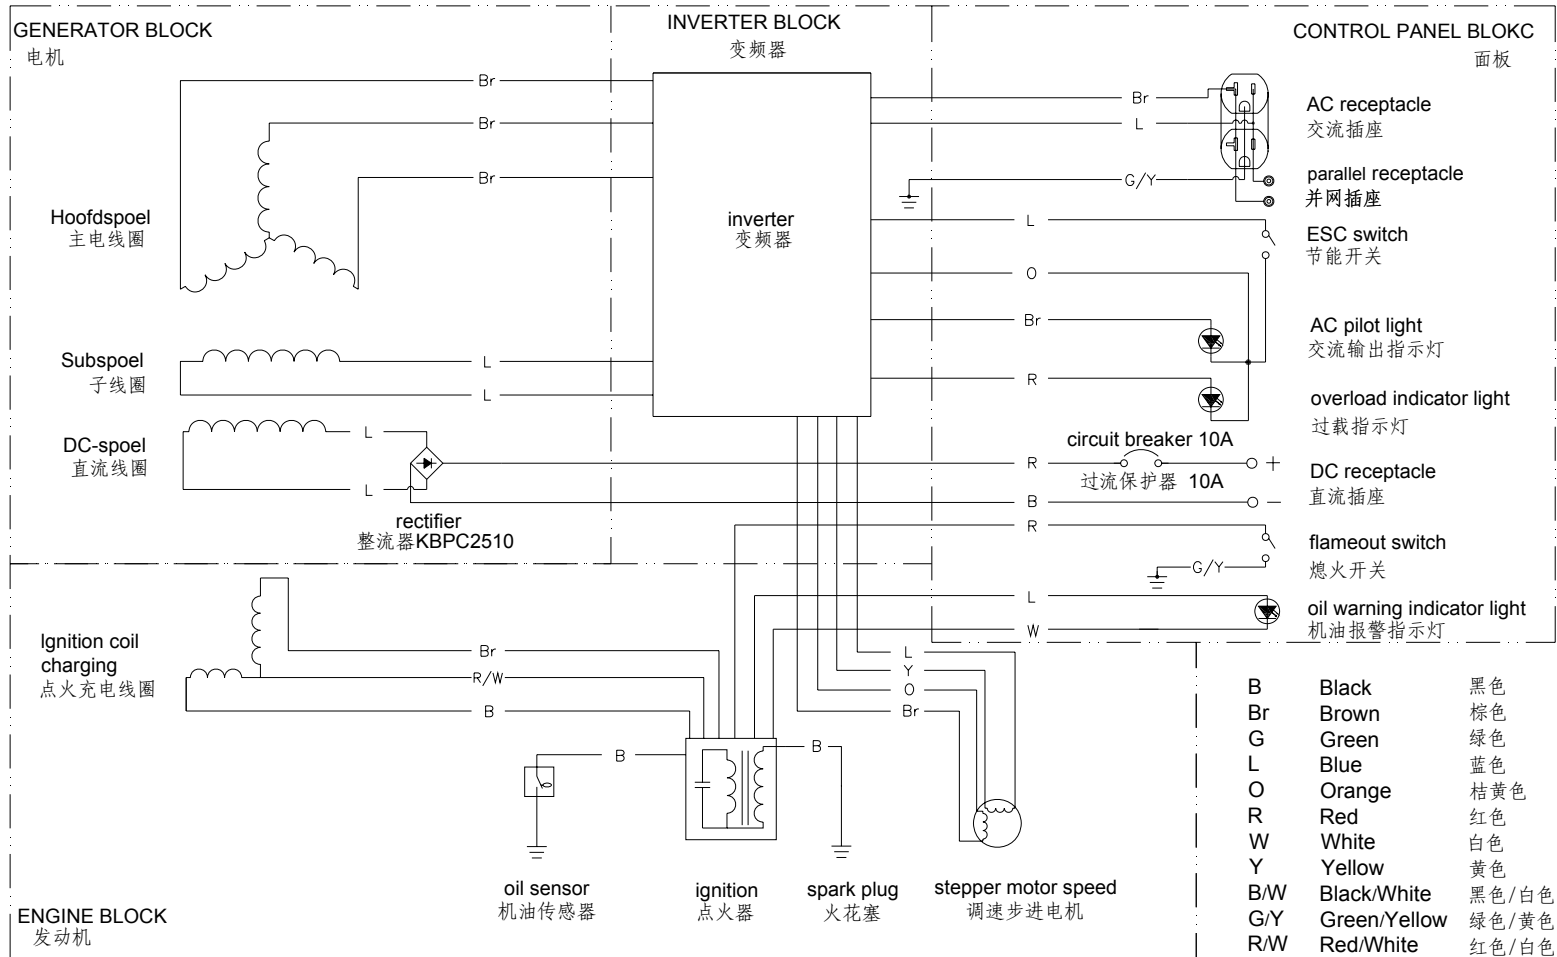 GENERATOR BLOCK
电机
INVERTER BLOCK
变频器
CONTROL PANEL BLOKC
面板
Br
Br
Br
Hoofdspoel
主电线圈
Subspoel
子线圈
L
L
DC-spoel
直流线圈
L
L
rectifier
整流器KBPC2510
inverter
变频器
Br
L
G/Y
AC receptacle
交流插座
parallel receptacle
并网插座
L
ESC switch
节能开关
O
Br
AC pilot light
交流输出指示灯
R
overload indicator light
过载指示灯
circuit breaker 10A
过流保护器 10A
R
+
DC receptacle
直流插座
B
−
R
flameout switch
熄火开关
G/Y
L
oil warning indicator light
机油报警指示灯
W
Ignition coil
charging
点火充电线圈
Br
R/W
B
L
Y
O
Br
B
B
oil sensor
机油传感器
ignition
点火器
spark plug
火花塞
stepper motor speed
调速步进电机
ENGINE BLOCK
发动机
B Black 黑色
Br Brown 棕色
G Green 绿色
L Blue 蓝色
O Orange 桔黄色
R Red 红色
W White 白色
Y Yellow 黄色
B/W Black/White 黑色/白色
G/Y Green/Yellow 绿色/黄色
R/W Red/White 红色/白色